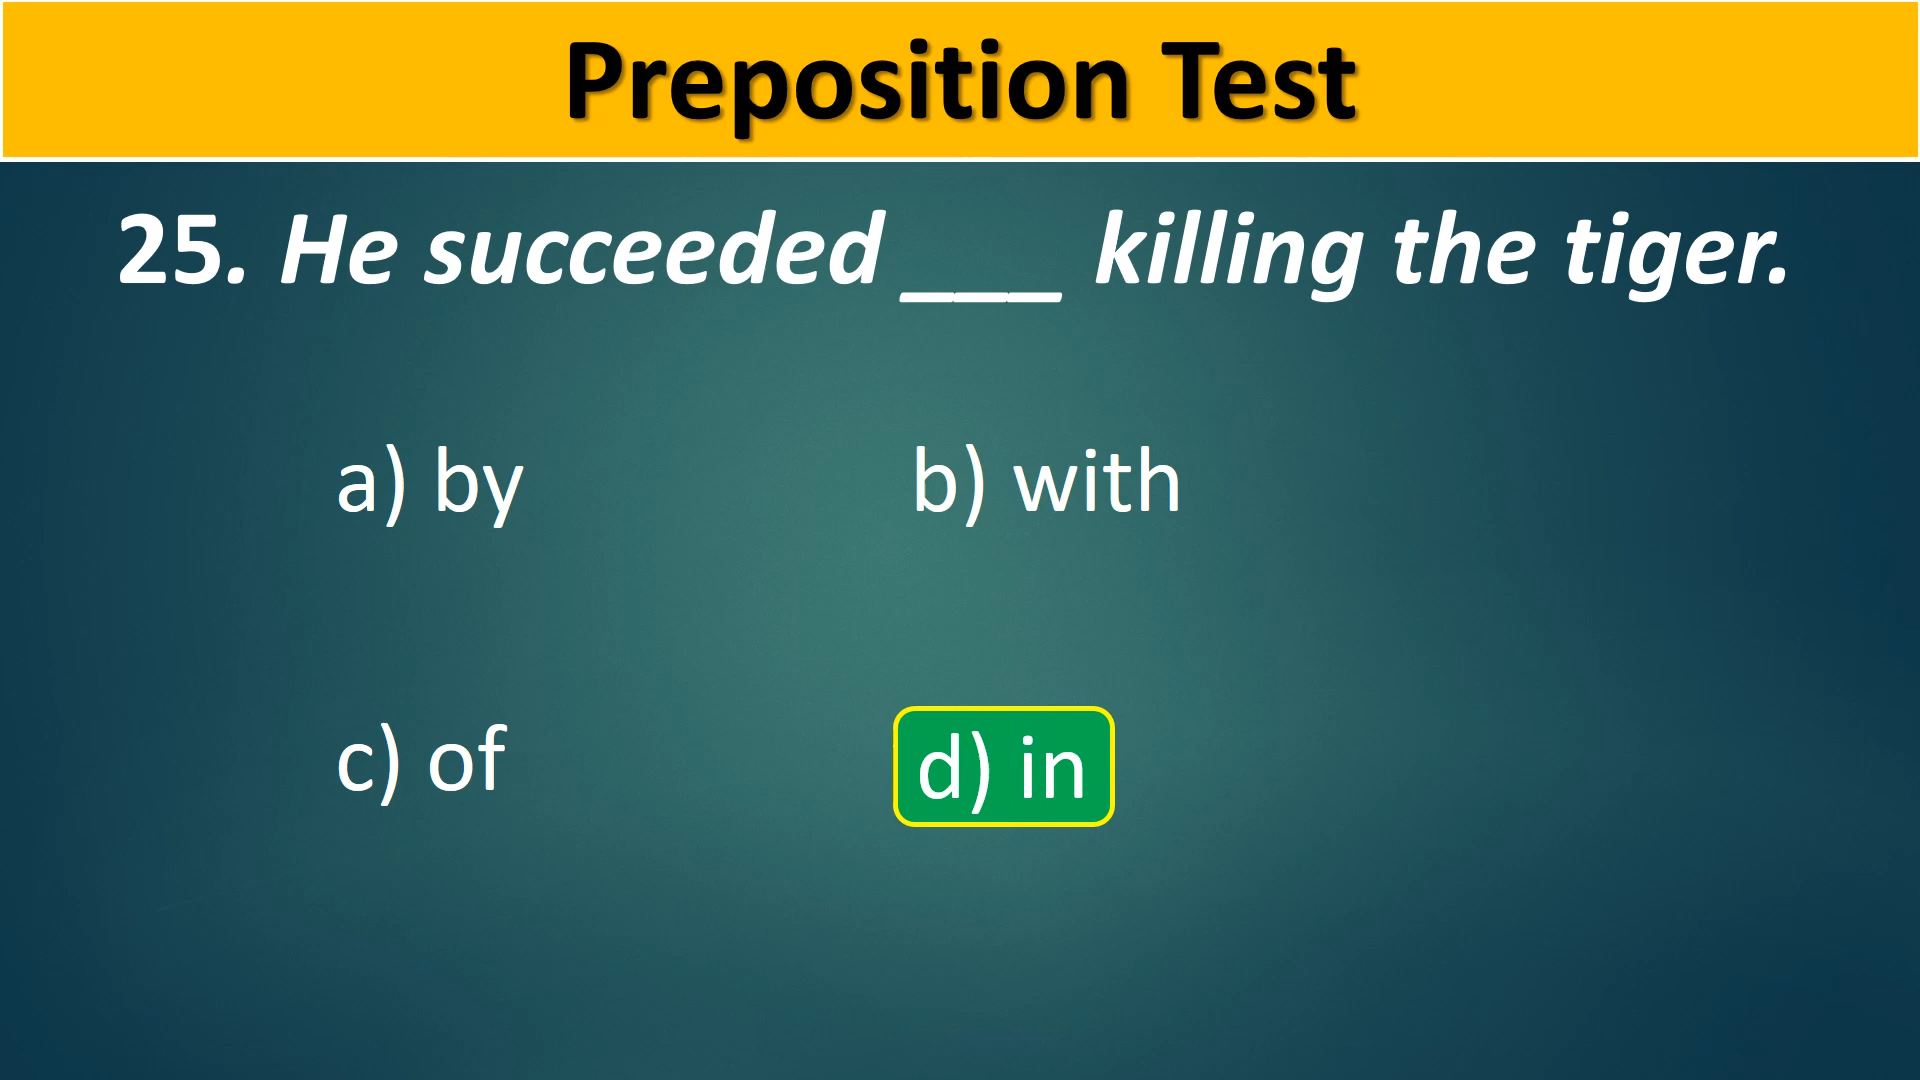 Preposition Test
25. He succeeded ___ killing the tiger.
a) by b) with
c) of d) in